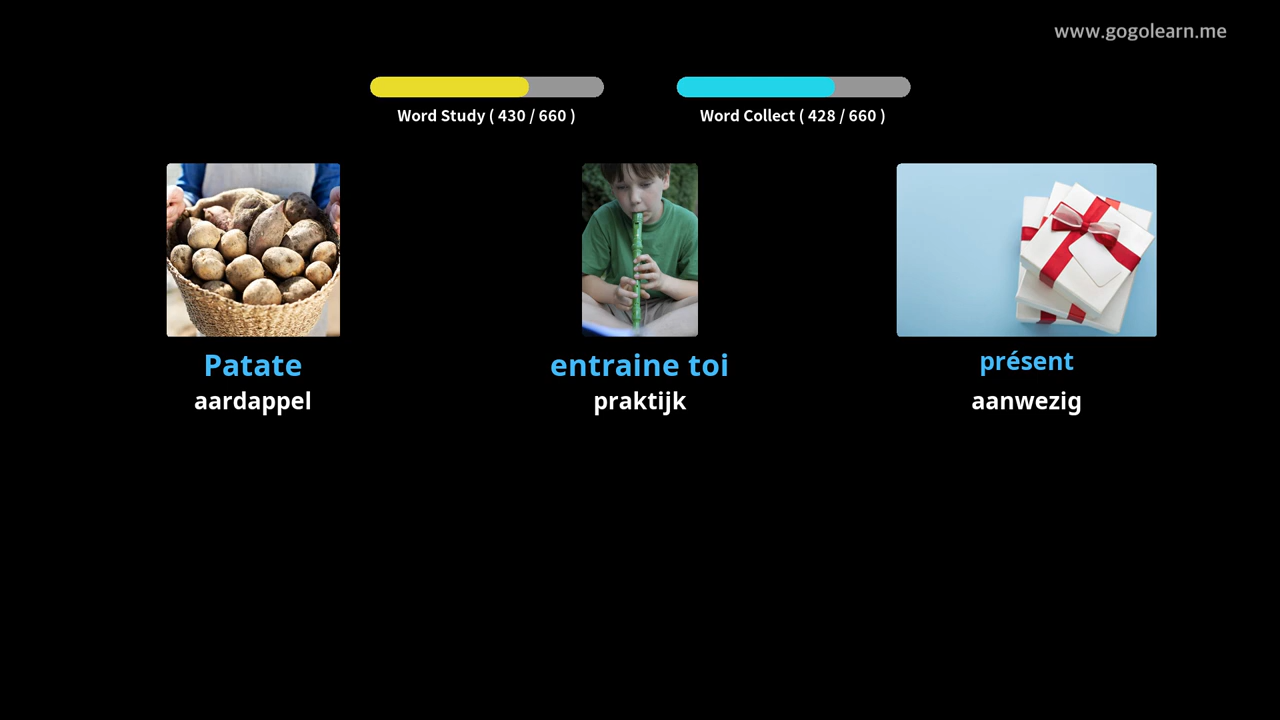 www.gogolearn.me
Word Study ( 430 / 660 )
Word Collect ( 428 / 660 )
Patate
entraine toi
présent
aardappel
praktijk
aanwezig